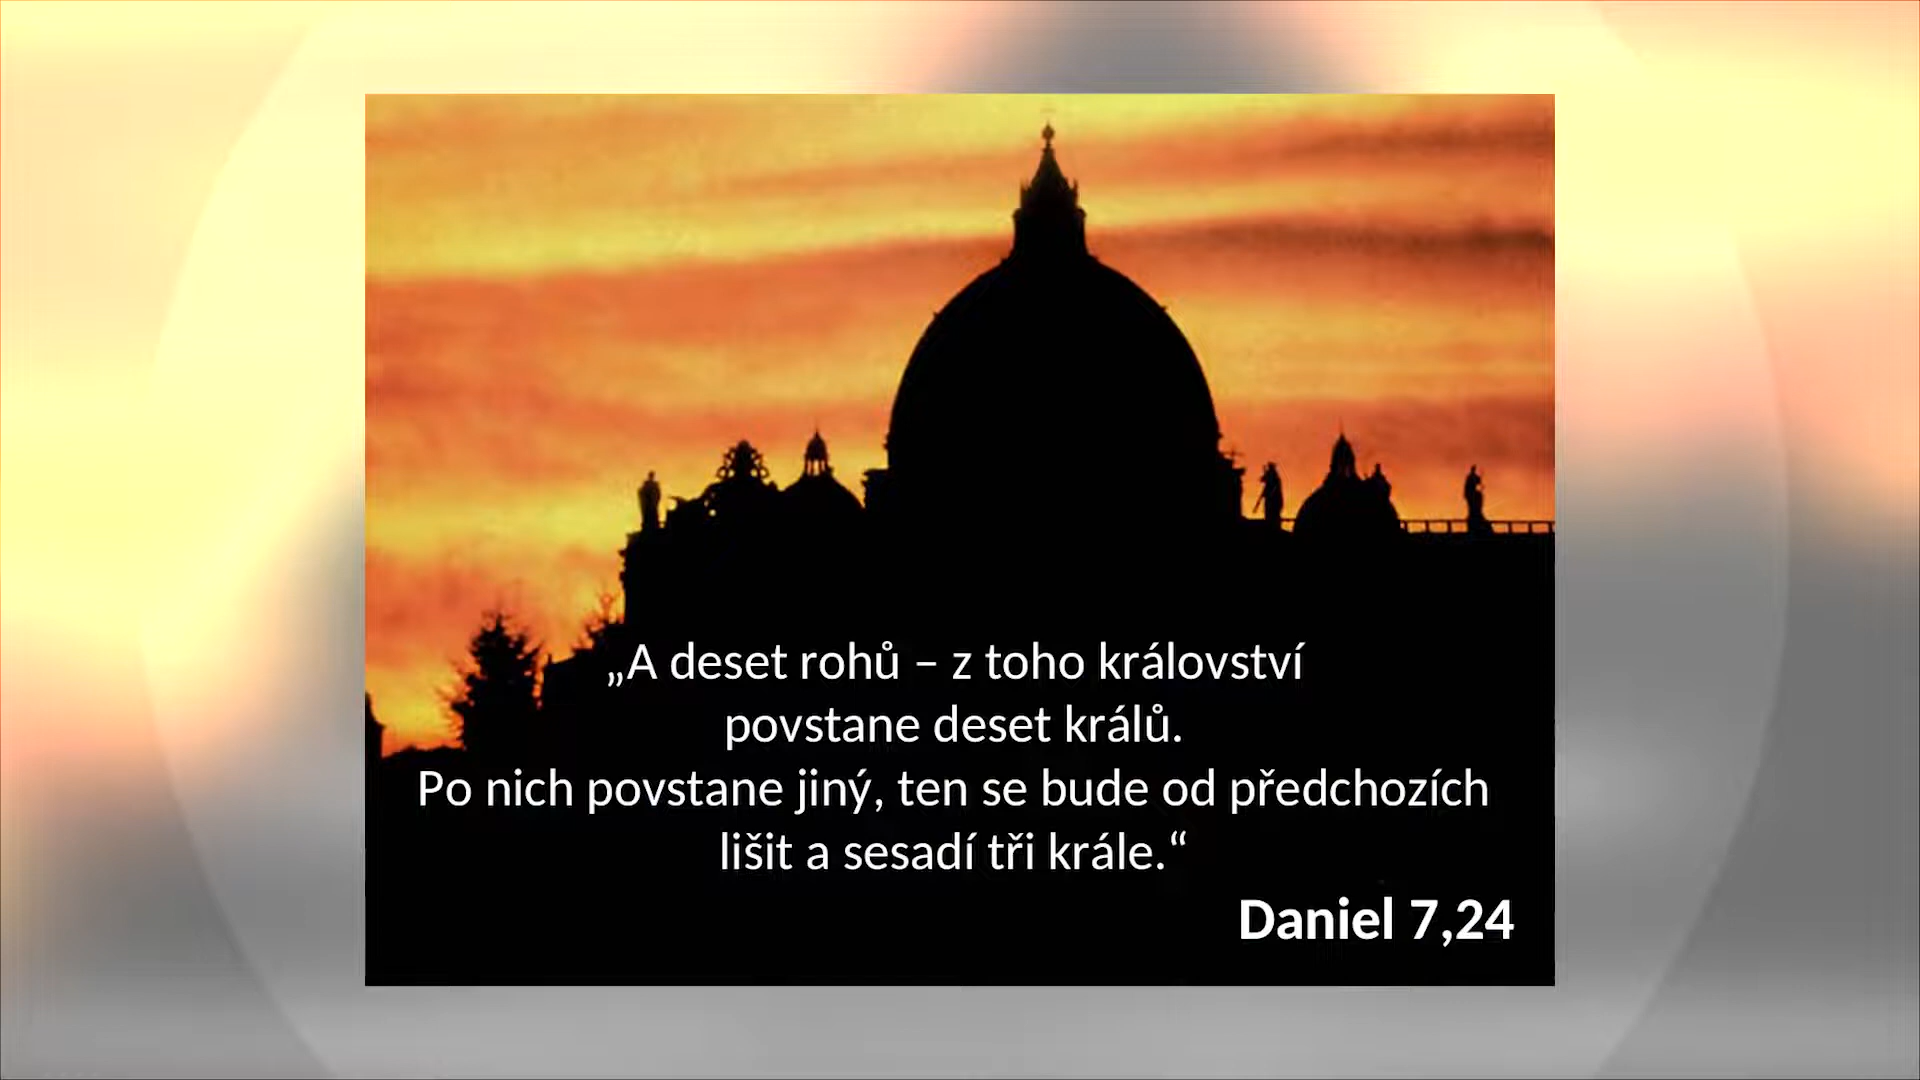 „A deset rohů – z toho království
povstane deset králů.
Po nich povstane jiný, ten se bude od předchozích
lišit a sesadí tři krále.“
Daniel 7,24